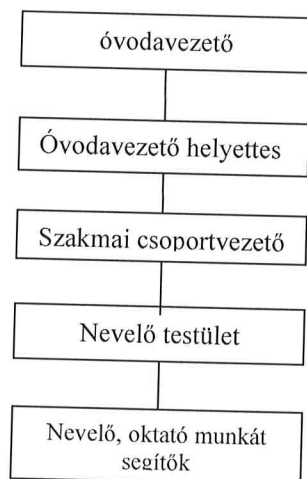 óvodavezető
Óvodavezető helyettes
Szakmai csoportvezető
Nevelő testület
Nevelő, oktató munkát
segítők